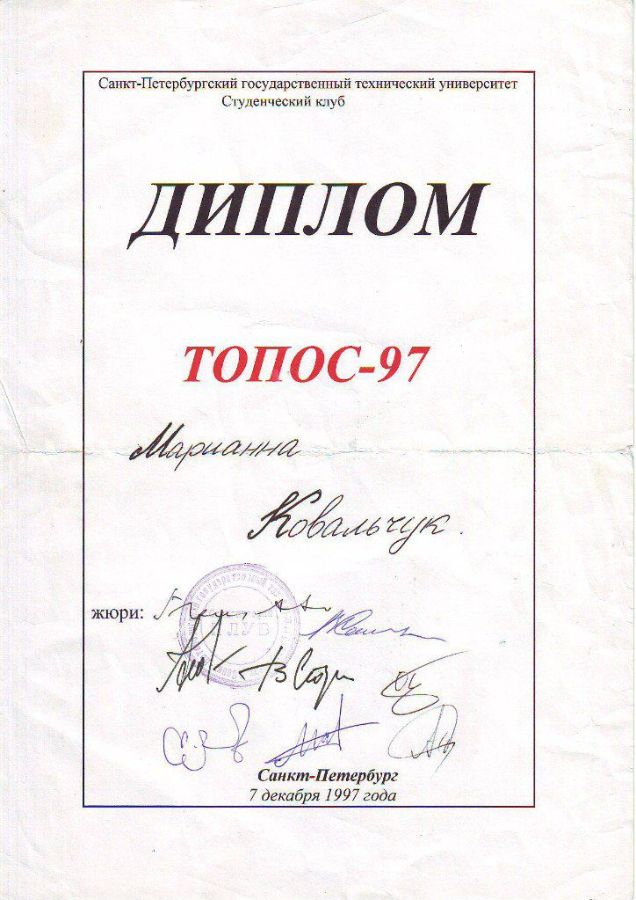 Санкт-Петербургский государственный технический университет
Студенческий клуб
ДИПЛОМ
ТОПОС-97
Марианна
Ковальчук.
жюри:
Санкт-Петербург
7 декабря 1997 года